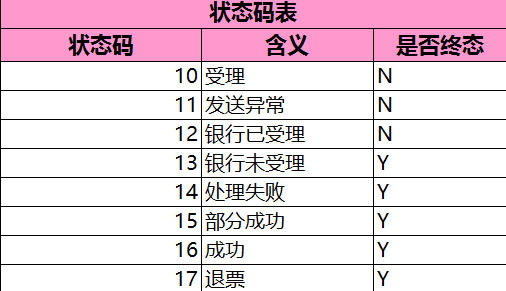 状态码表
状态码 含义 是否终态
10 受理 N
11 发送异常 N
12 银行已受理 N
13 银行未受理 Y
14 处理失败 Y
15 部分成功 Y
16 成功 Y
17 退票 Y